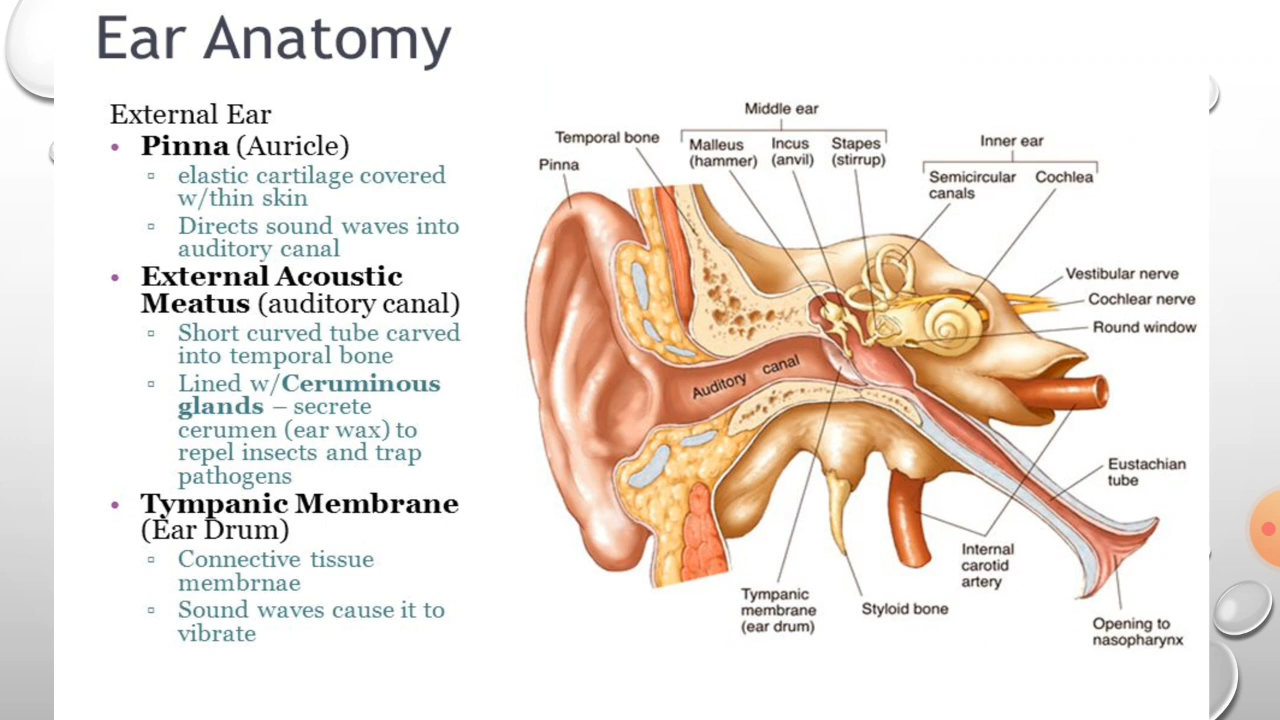 Ear Anatomy
External Ear
• Pinna (Auricle)
▫ elastic cartilage covered
w/thin skin
▫ Directs sound waves into
auditory canal
• External Acoustic
Meatus (auditory canal)
▫ Short curved tube carved
into temporal bone
▫ Lined w/Ceruminous
glands – secrete
cerumen (ear wax) to
repel insects and trap
pathogens
• Tympanic Membrane
(Ear Drum)
▫ Connective tissue
membrnae
▫ Sound waves cause it to
vibrate
Middle ear
Temporal bone
Pinna
Malleus
(hammer)
Incus
(anvil)
Stapes
(stirrup)
Inner ear
Semicircular
canals
Cochlea
Vestibular nerve
Cochlear nerve
Round window
Auditory canal
Eustachian
tube
Internal
carotid
artery
Tympanic
membrane
(ear drum)
Styloid bone
Opening to
nasopharynx